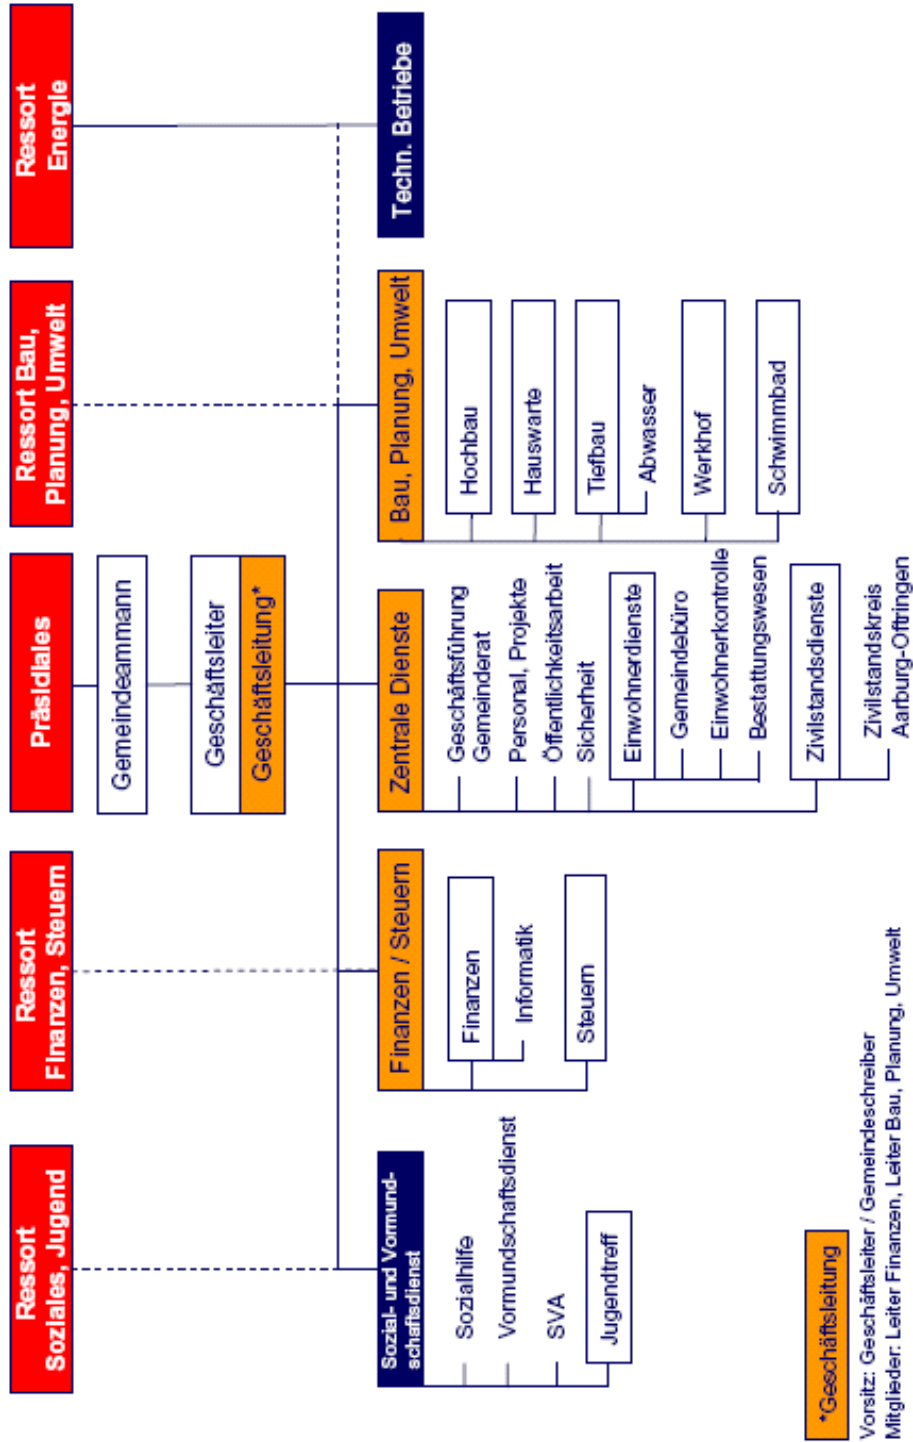 Ressort
Soziales, Jugend
Ressort
Finanzen, Steuern
Präsidiales
Ressort Bau,
Planung, Umwelt
Ressort
Energie
Gemeindeammann
Geschäftsleiter
Geschäftsleitung*
Sozial- und Vormund-
schaftsdienst
Sozialhilfe
Vormundschaftsdienst
SVA
Jugendtreff
Finanzen / Steuern
Finanzen
Informatik
Steuern
Zentrale Dienste
Geschäftsführung
Gemeinderat
Personal, Projekte
Öffentlichkeitsarbeit
Sicherheit
Einwohnerdienste
Gemeindebüro
Einwohnerkontrolle
Bestattungswesen
Zivilstandsdienste
Zivilstandskreis
Aarburg-Oftringen
Bau, Planung, Umwelt
Hochbau
Hauswarte
Tiefbau
Abwasser
Werkhof
Schwimmbad
Techn. Betriebe
*Geschäftsleitung
Vorsitz: Geschäftsleiter / Gemeindeschreiber
Mitglieder: Leiter Finanzen, Leiter Bau, Planung, Umwelt